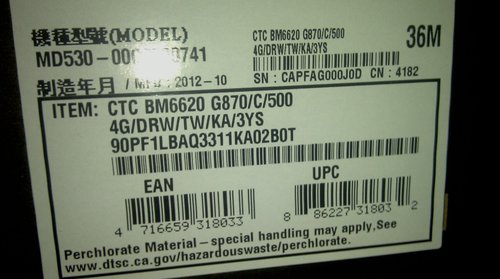 機種型號(MODEL)
MD530-
制造年月 / 2012-10
CTC BM6620 G870/C/500
4G/DRW/TW/KA/3YS
36M
SN : CAPFAG000J0D CN : 4182
ITEM: CTC BM6620 G870/C/500
4G/DRW/TW/KA/3YS
90PF1LBAQ3311KA02B0T
EAN
4 716659 318033
UPC
8 86227 31803 2
Perchlorate Material – special handling may apply,See
www.dtsc.ca.gov/hazardouswaste/perchlorate.